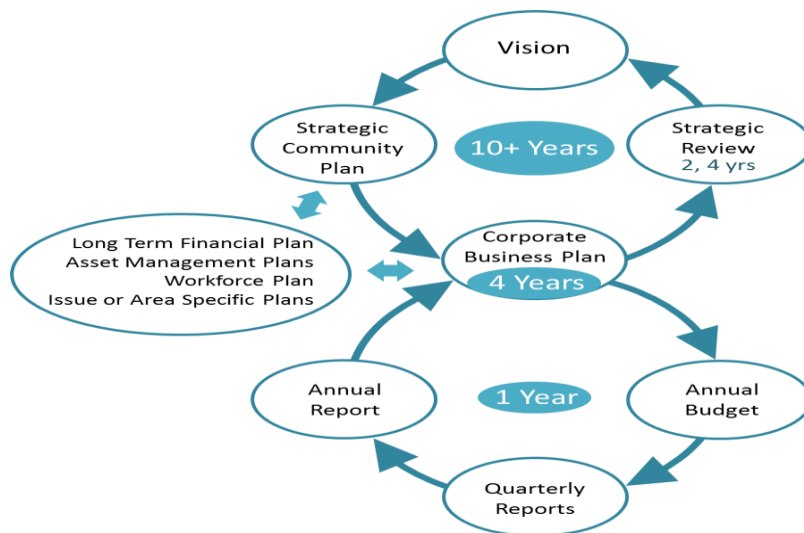 Vision
Strategic
Community
Plan
10+ Years
Strategic
Review
2, 4 yrs
Long Term Financial Plan
Asset Management Plans
Workforce Plan
Issue or Area Specific Plans
Corporate
Business Plan
4 Years
Annual
Report
1 Year
Annual
Budget
Quarterly
Reports